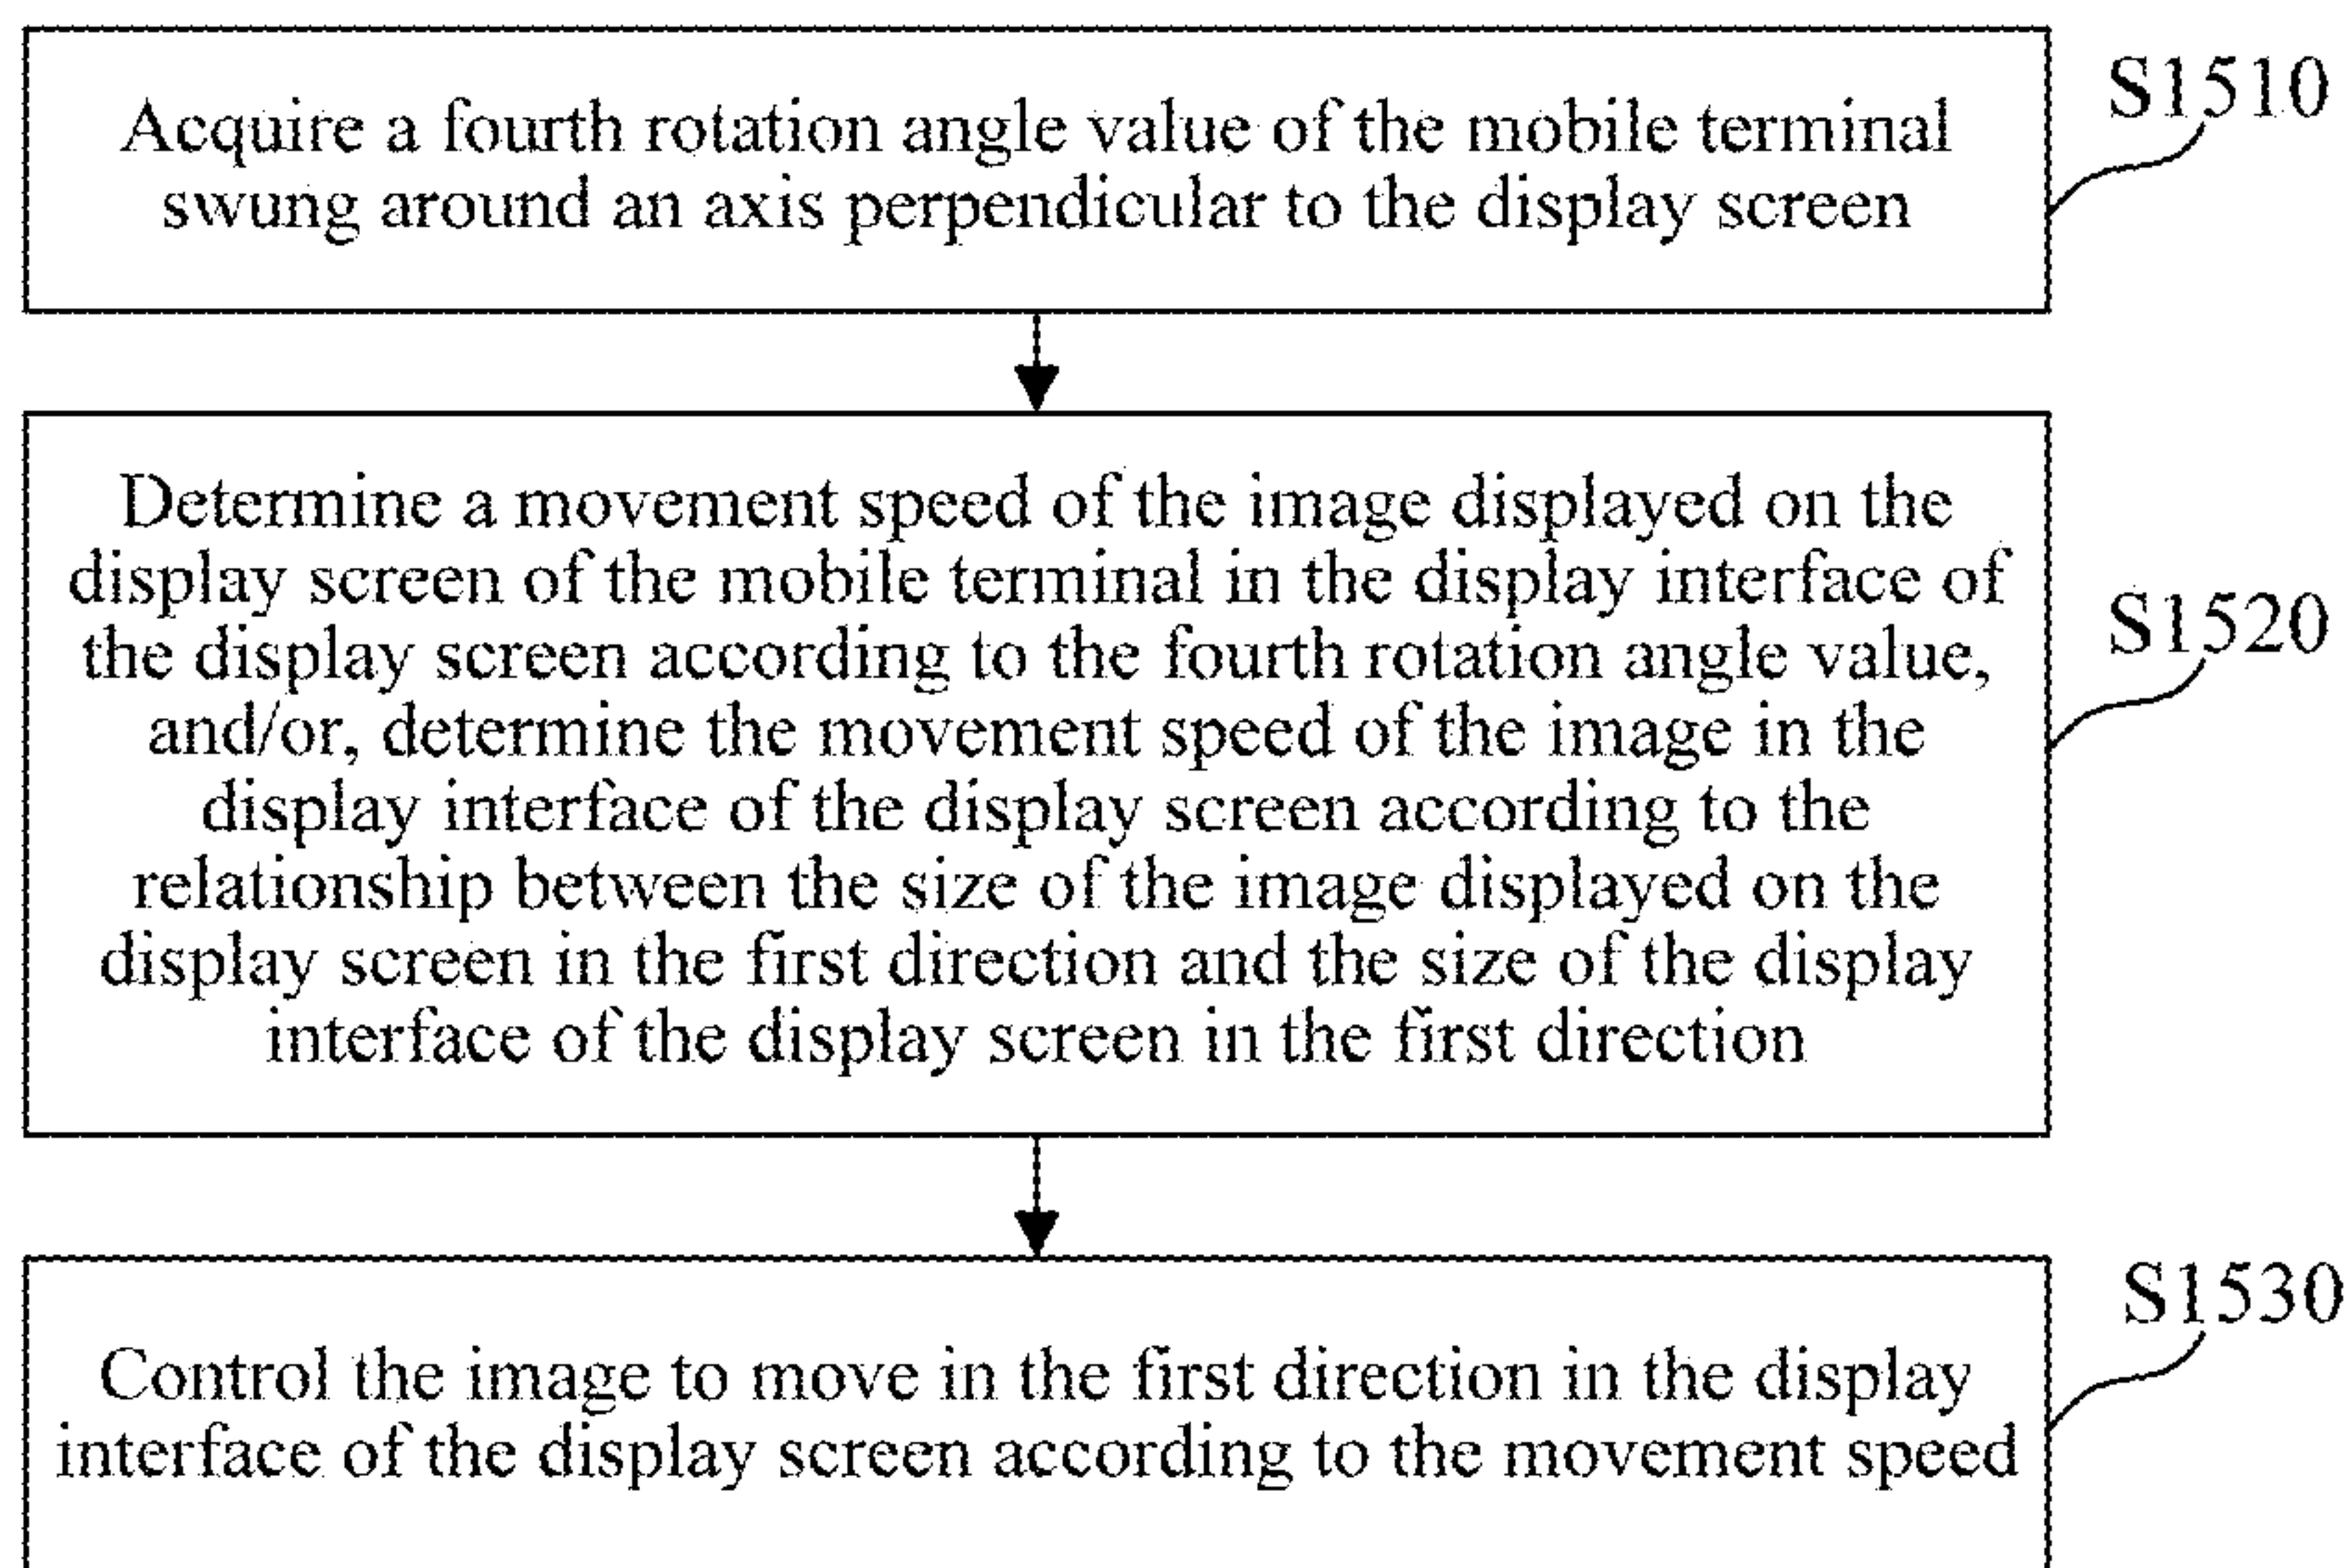 Acquire a fourth rotation angle value of the mobile terminal
swung around an axis perpendicular to the display screen
S1510
Determine a movement speed of the image displayed on the
display screen of the mobile terminal in the display interface of
the display screen according to the fourth rotation angle value,
and/or, determine the movement speed of the image in the
display interface of the display screen according to the
relationship between the size of the image displayed on the
display screen in the first direction and the size of the display
interface of the display screen in the first direction
S1520
Control the image to move in the first direction in the display
interface of the display screen according to the movement speed
S1530